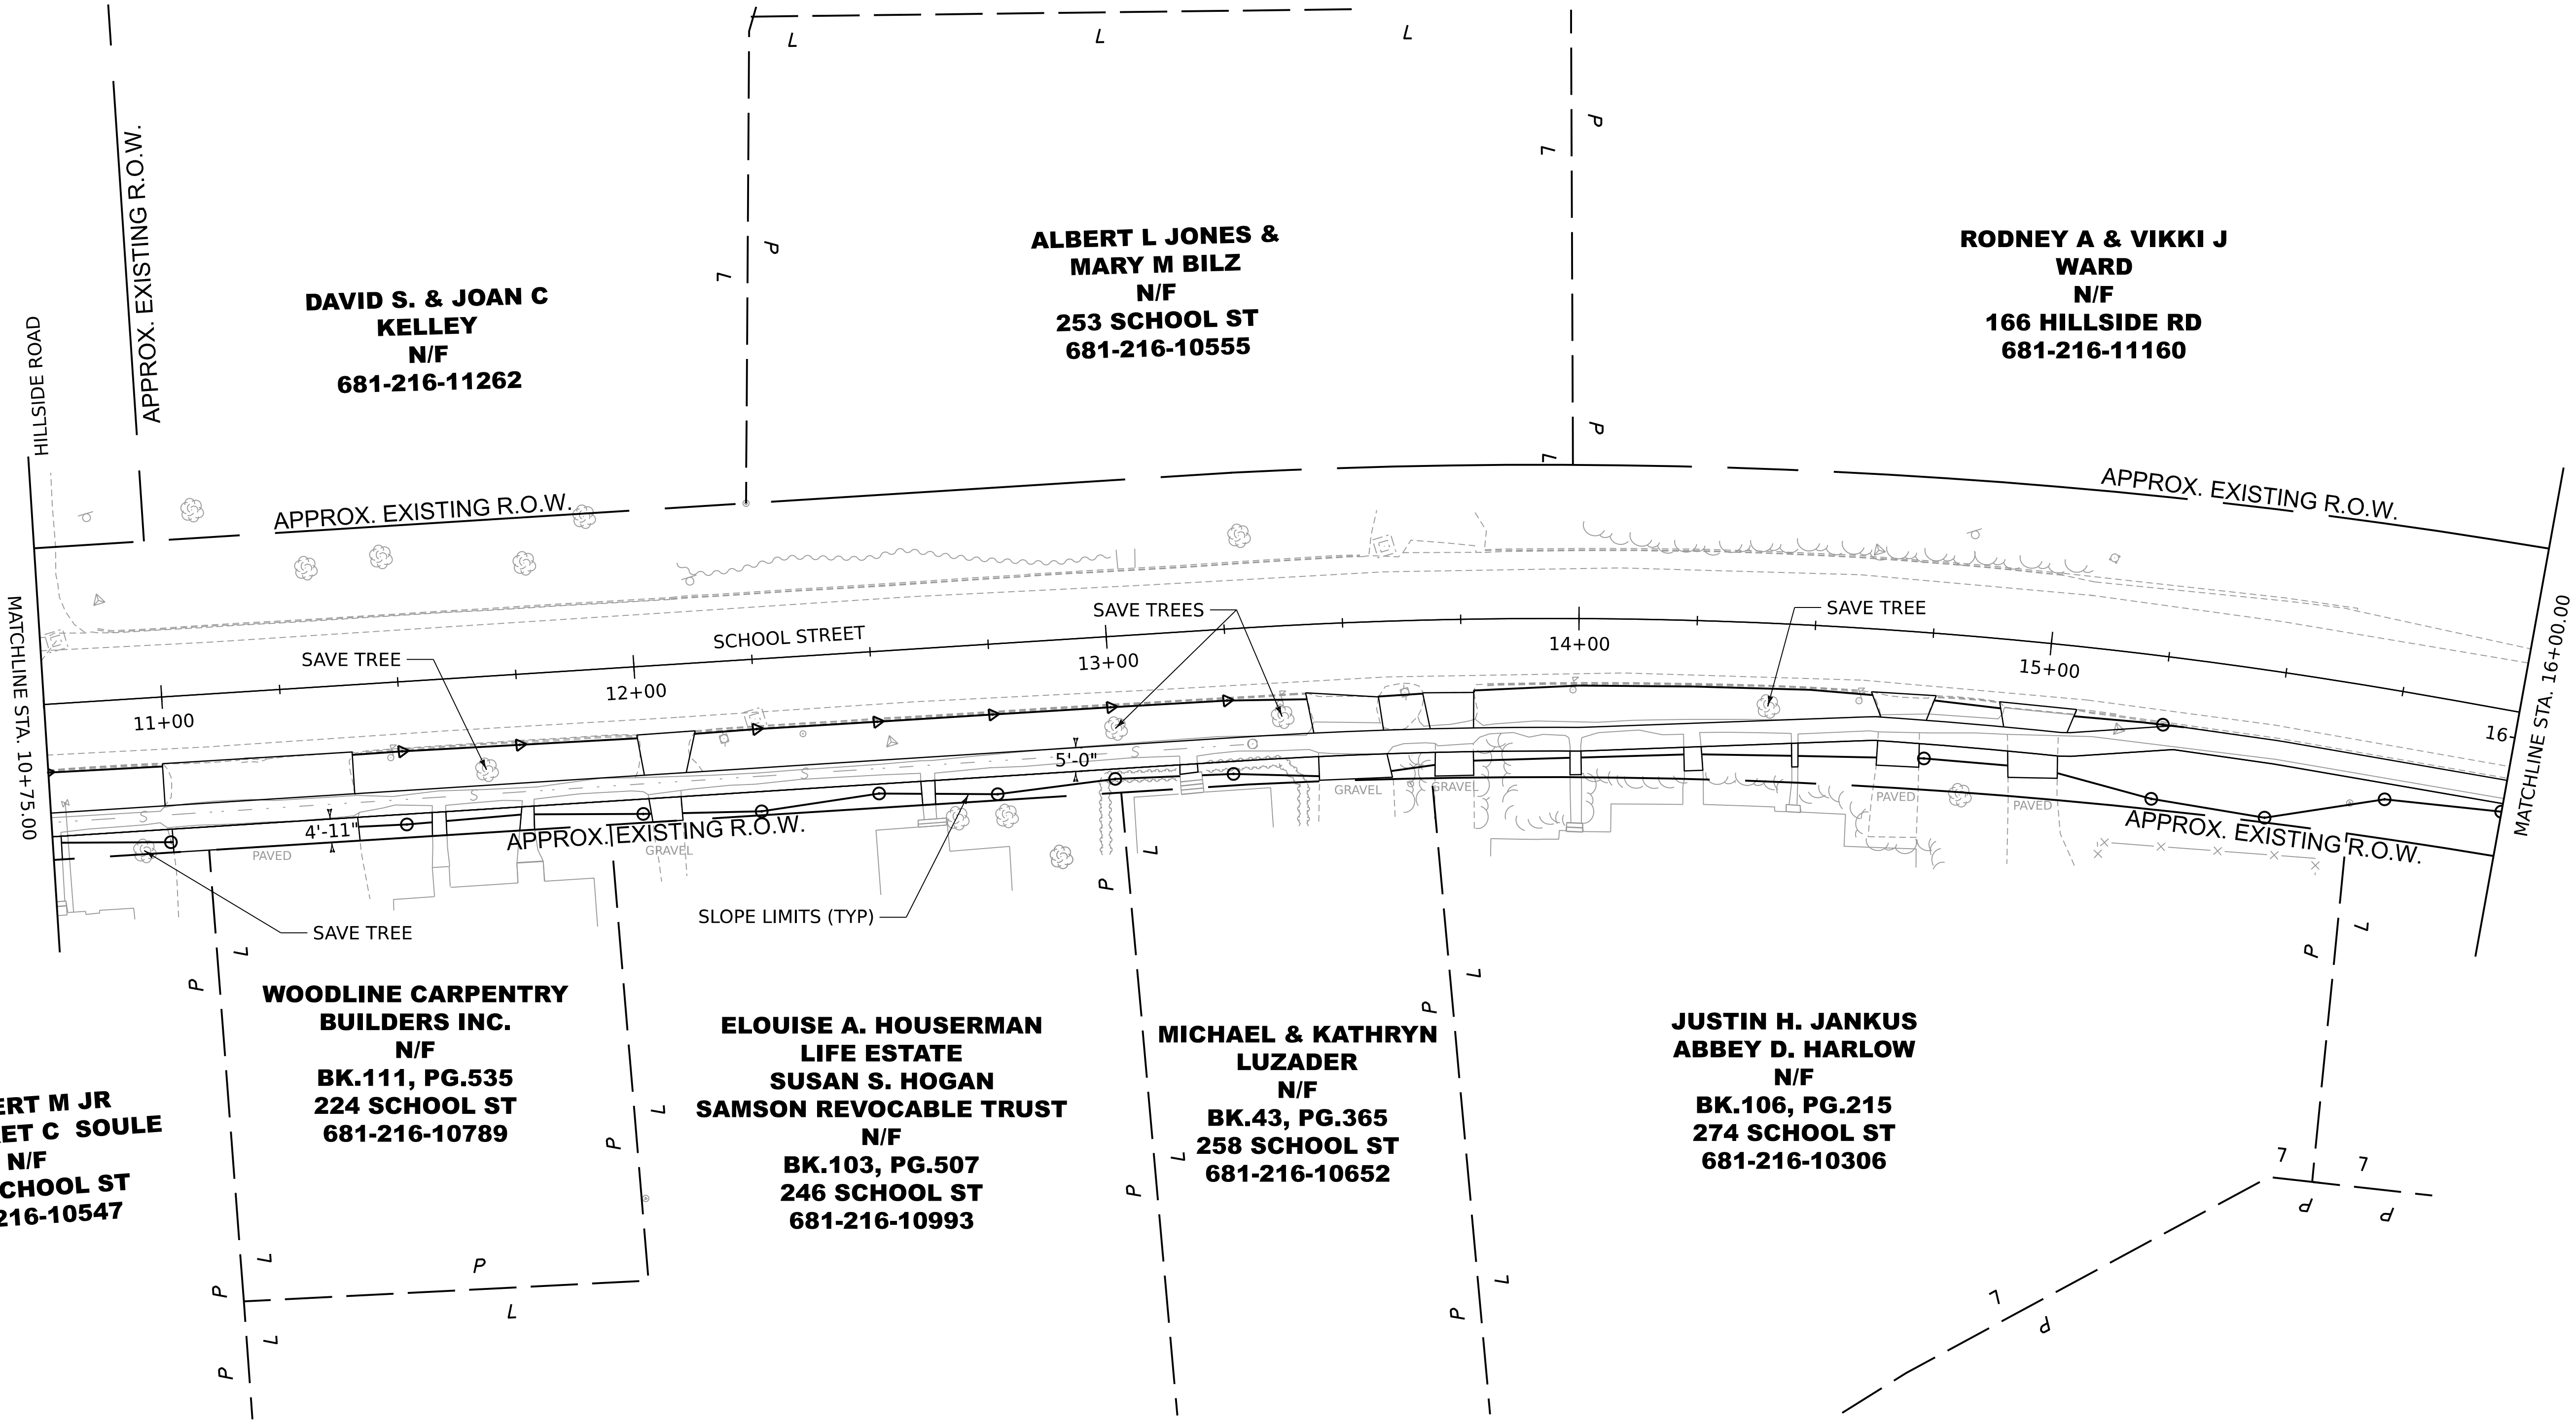 HILLSIDE ROAD
APPROX. EXISTING R.O.W.
DAVID S. & JOAN C
KELLEY
N/F
681-216-11262
ALBERT L JONES &
MARY M BILZ
N/F
253 SCHOOL ST
681-216-10555
RODNEY A & VIKKI J
WARD
N/F
166 HILLSIDE RD
681-216-11160
L
L
L
P
L
P
L
P
L
APPROX. EXISTING R.O.W.
APPROX. EXISTING R.O.W.
MATCHLINE STA. 10+75.00
MATCHLINE STA. 16+00.00
SAVE TREE
SCHOOL STREET
SAVE TREES
SAVE TREE
11+00
12+00
13+00
14+00
15+00
16-
S
S
S
S
4'-11"
5'-0"
PAVED
GRAVEL
GRAVEL
GRAVEL
PAVED
PAVED
APPROX. EXISTING R.O.W.
APPROX. EXISTING R.O.W.
SAVE TREE
SLOPE LIMITS (TYP)
ERT M JR
ET C SOULE
N/F
CHOOL ST
216-10547
WOODLINE CARPENTRY
BUILDERS INC.
N/F
BK.111, PG.535
224 SCHOOL ST
681-216-10789
ELOUISE A. HOUSERMAN
LIFE ESTATE
SUSAN S. HOGAN
SAMSON REVOCABLE TRUST
N/F
BK.103, PG.507
246 SCHOOL ST
681-216-10993
MICHAEL & KATHRYN
LUZADER
N/F
BK.43, PG.365
258 SCHOOL ST
681-216-10652
JUSTIN H. JANKUS
ABBEY D. HARLOW
N/F
BK.106, PG.215
274 SCHOOL ST
681-216-10306
P
L
P
L
P
L
P
L
P
L
P
L
P
L
P
L
P
L
P
L
P
L
L
L
P
P
L
P